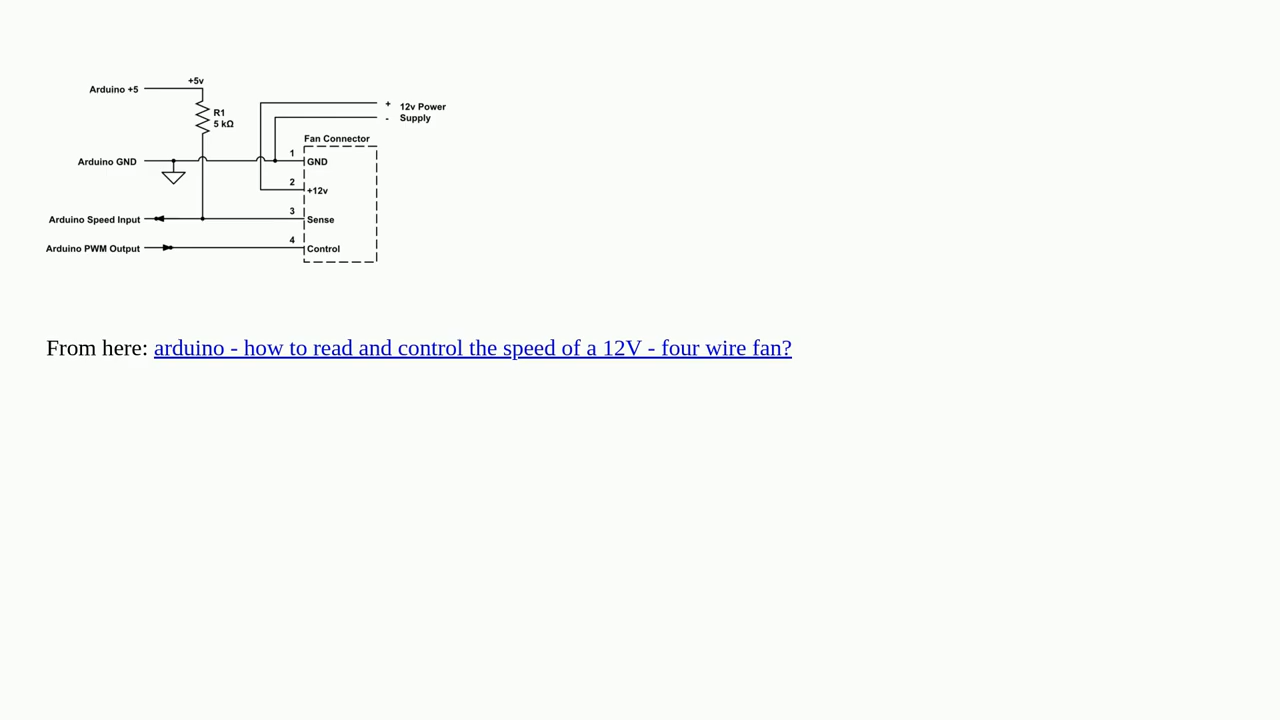 +5v
Arduino +5
R1
5 kΩ
+ 12v Power
- Supply
Fan Connector
Arduino GND
1 GND
2 +12v
Arduino Speed Input
3 Sense
Arduino PWM Output
4 Control
From here: arduino - how to read and control the speed of a 12V - four wire fan?